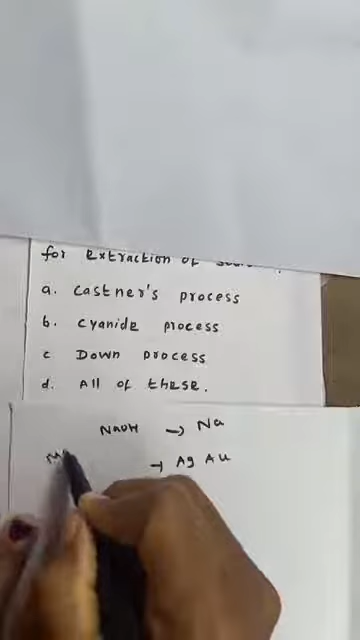 for Extraction of
a. castner's process
b. cyanide process
c Down process
d. All of these.
NaOH → Na
→ Ag Au